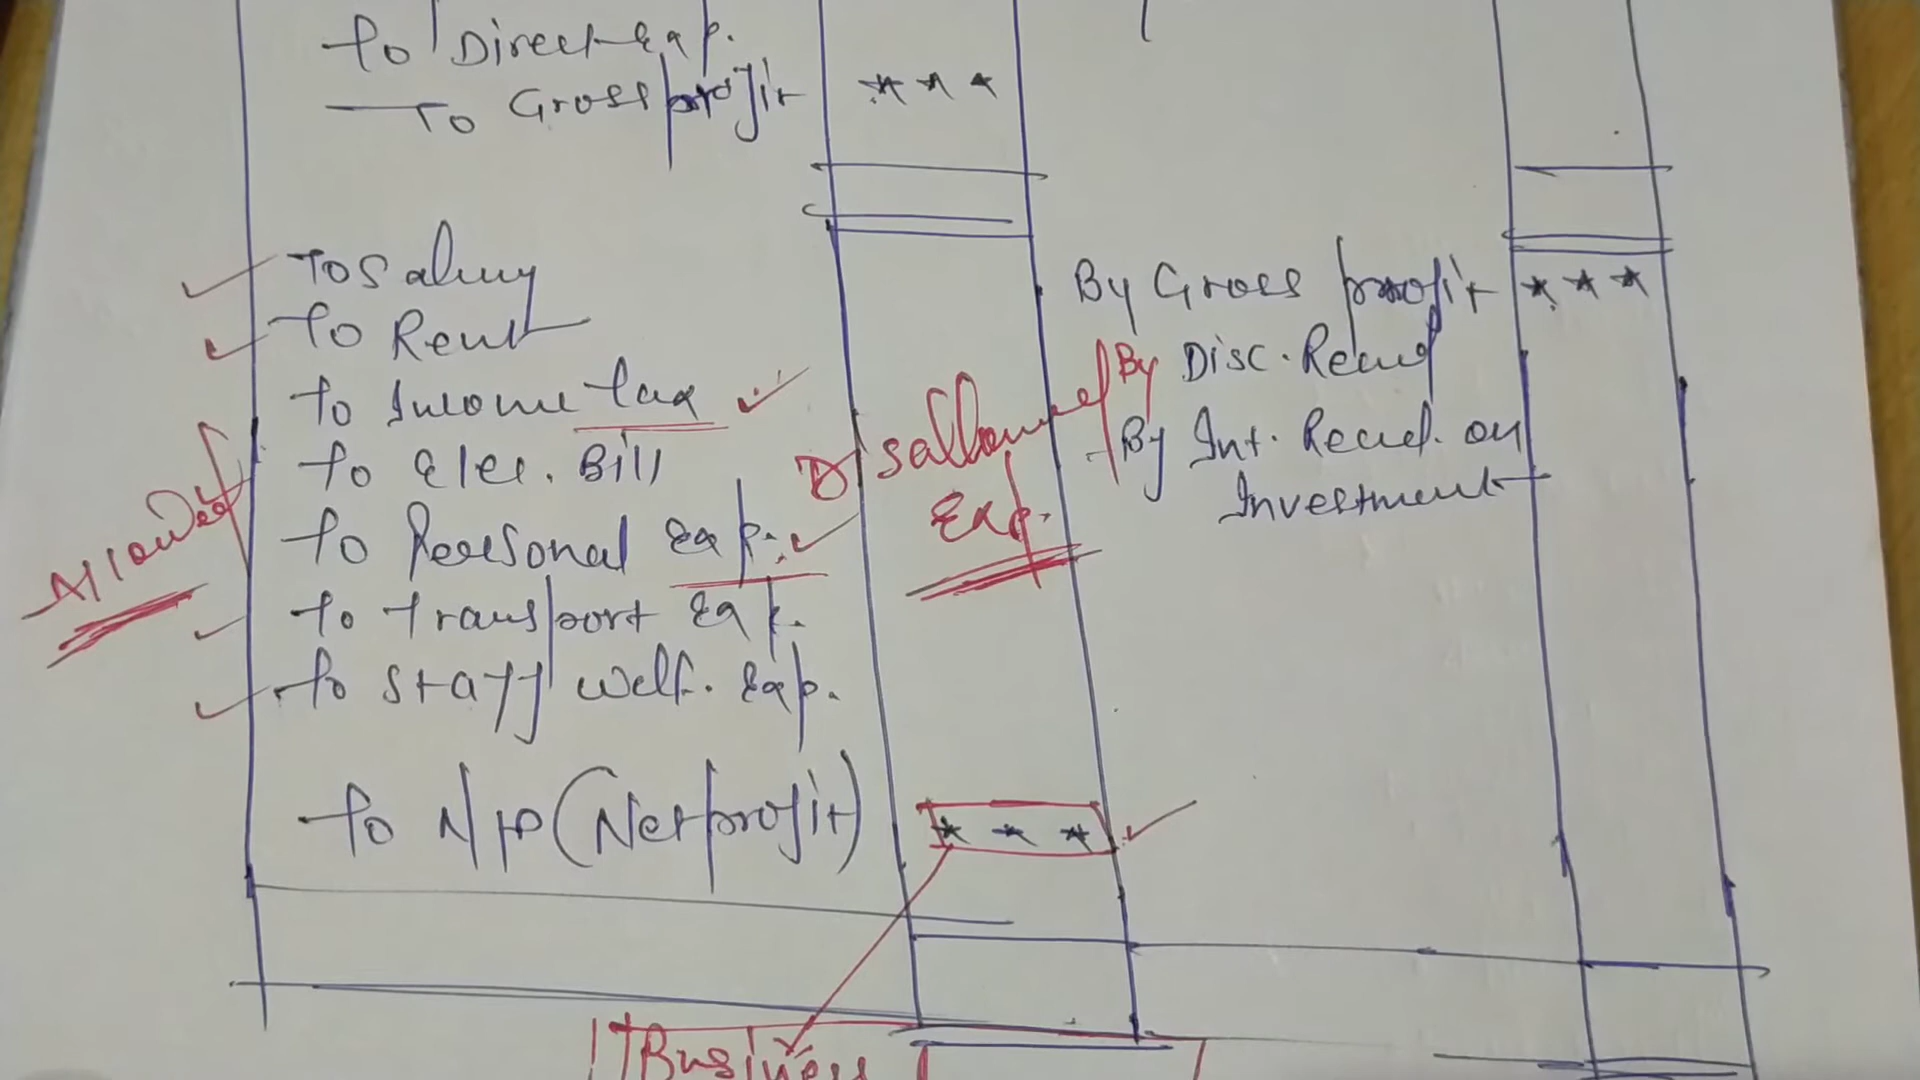 To Direct Exp.
To Gross profit
* * *
To Salary
To Rent
To Income tax
To Elec. Bill
To Personal Exp.
To Transport Exp.
To Staff Welf. Exp.
To N/P (Net profit)
* * *
Allowed
Disallowed
Exp.
By Gross profit
* * *
By Disc. Recd
By Int. Recd. on
Investment
Business